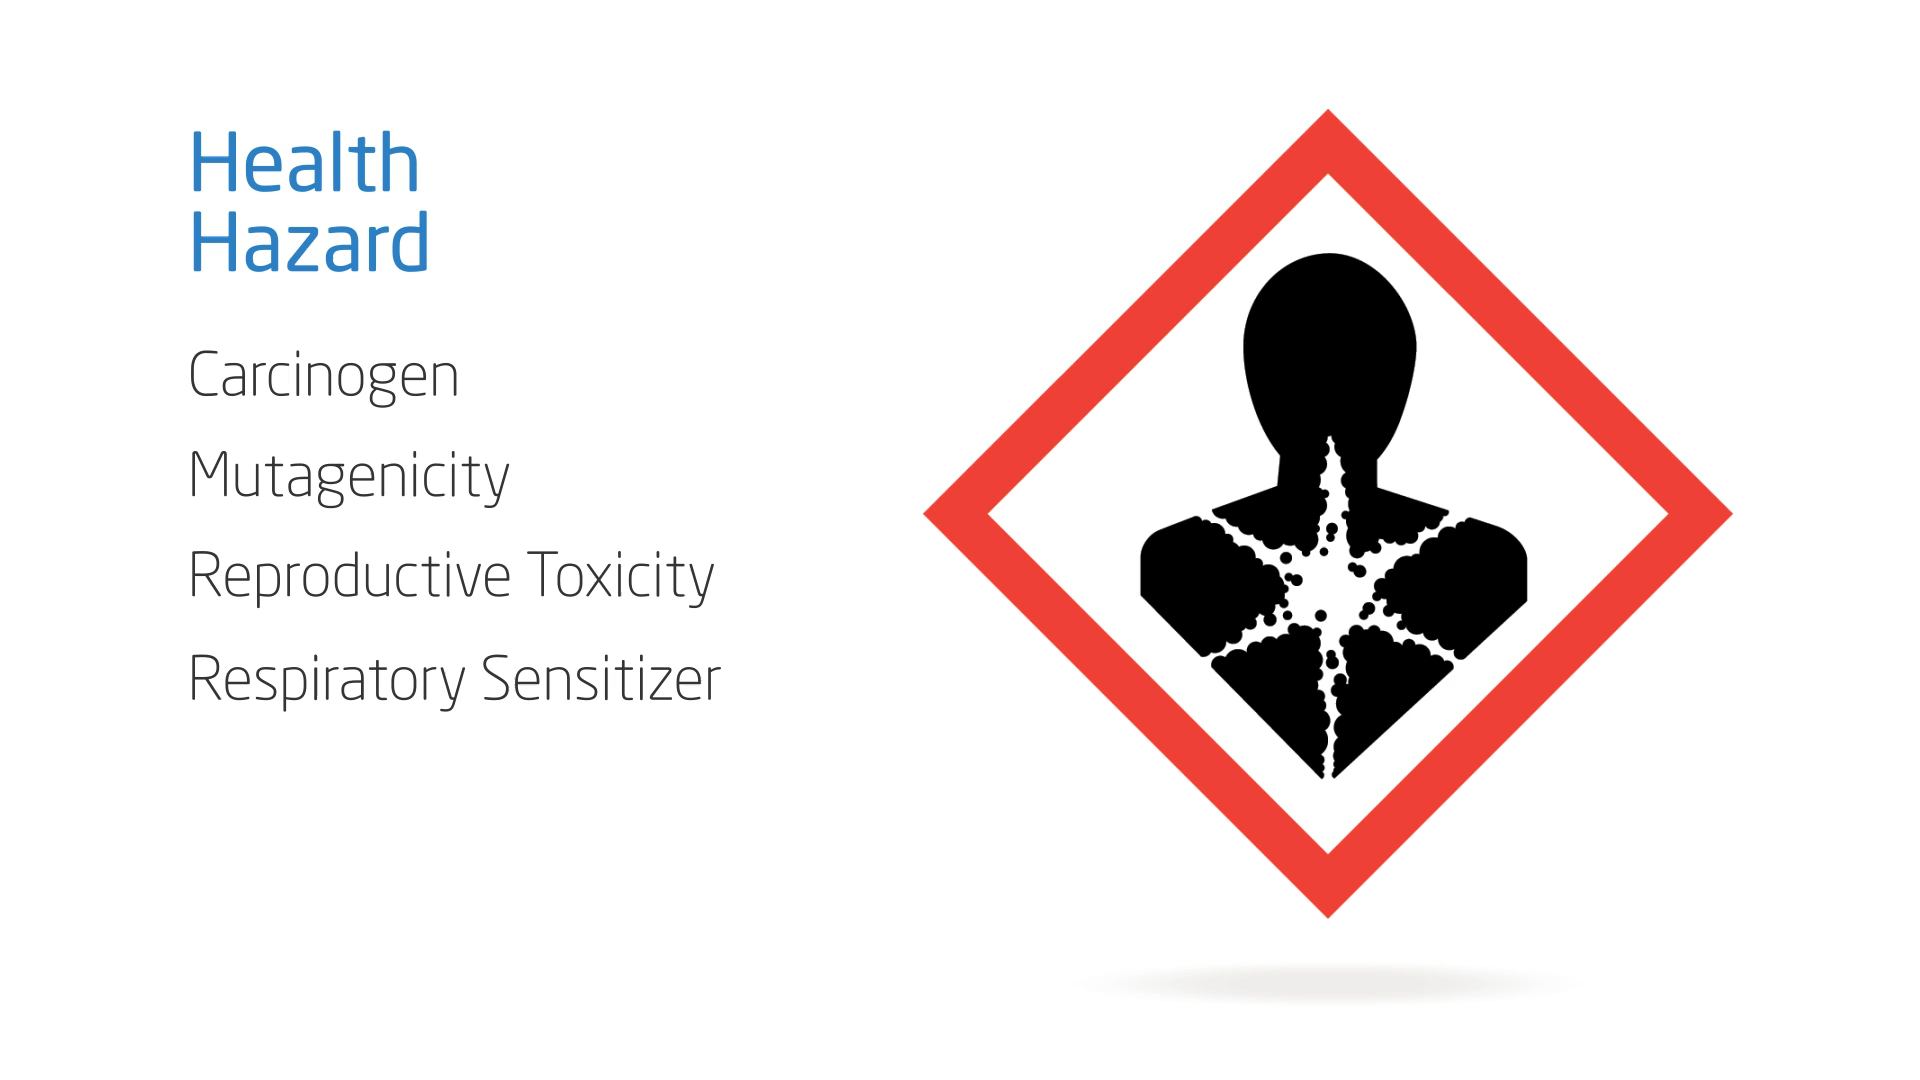 Health
Hazard
Carcinogen
Mutagenicity
Reproductive Toxicity
Respiratory Sensitizer